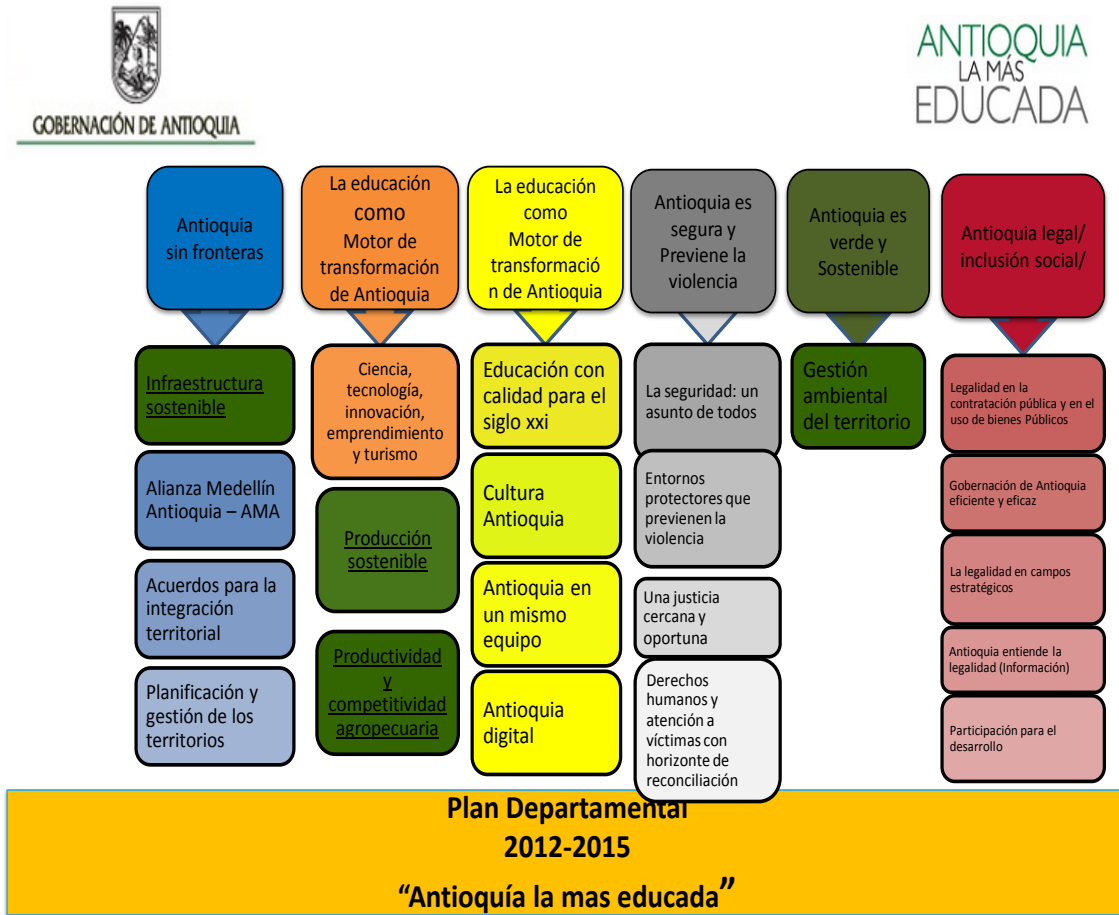 GOBERNACIÓN DE ANTIOQUIA
ANTIOQUIA
LA MÁS
EDUCADA
Antioquia
sin fronteras
La educación
como
Motor de
transformación
de Antioquia
La educación
como
Motor de
transformació
n de Antioquia
Antioquia es
segura y
Previene la
violencia
Antioquia es
verde y
Sostenible
Antioquia legal/
inclusión social/
Infraestructura
sostenible
Alianza Medellín
Antioquia – AMA
Acuerdos para la
integración
territorial
Planificación y
gestión de los
territorios
Ciencia,
tecnología,
innovación,
emprendimiento
y turismo
Producción
sostenible
Productividad
y
competitividad
agropecuaria
Educación con
calidad para el
siglo xxi
Cultura
Antioquia
Antioquia en
un mismo
equipo
Antioquia
digital
La seguridad: un
asunto de todos
Entornos
protectores que
previenen la
violencia
Una justicia
cercana y
oportuna
Derechos
humanos y
atención a
víctimas con
horizonte de
reconciliación
Gestión
ambiental
del territorio
Legalidad en la
contratación pública y en el
uso de bienes Públicos
Gobernación de Antioquia
eficiente y eficaz
La legalidad en campos
estratégicos
Antioquia entiende la
legalidad (Información)
Participación para el
desarrollo
Plan Departamental
2012-2015
“Antioquía la mas educada”